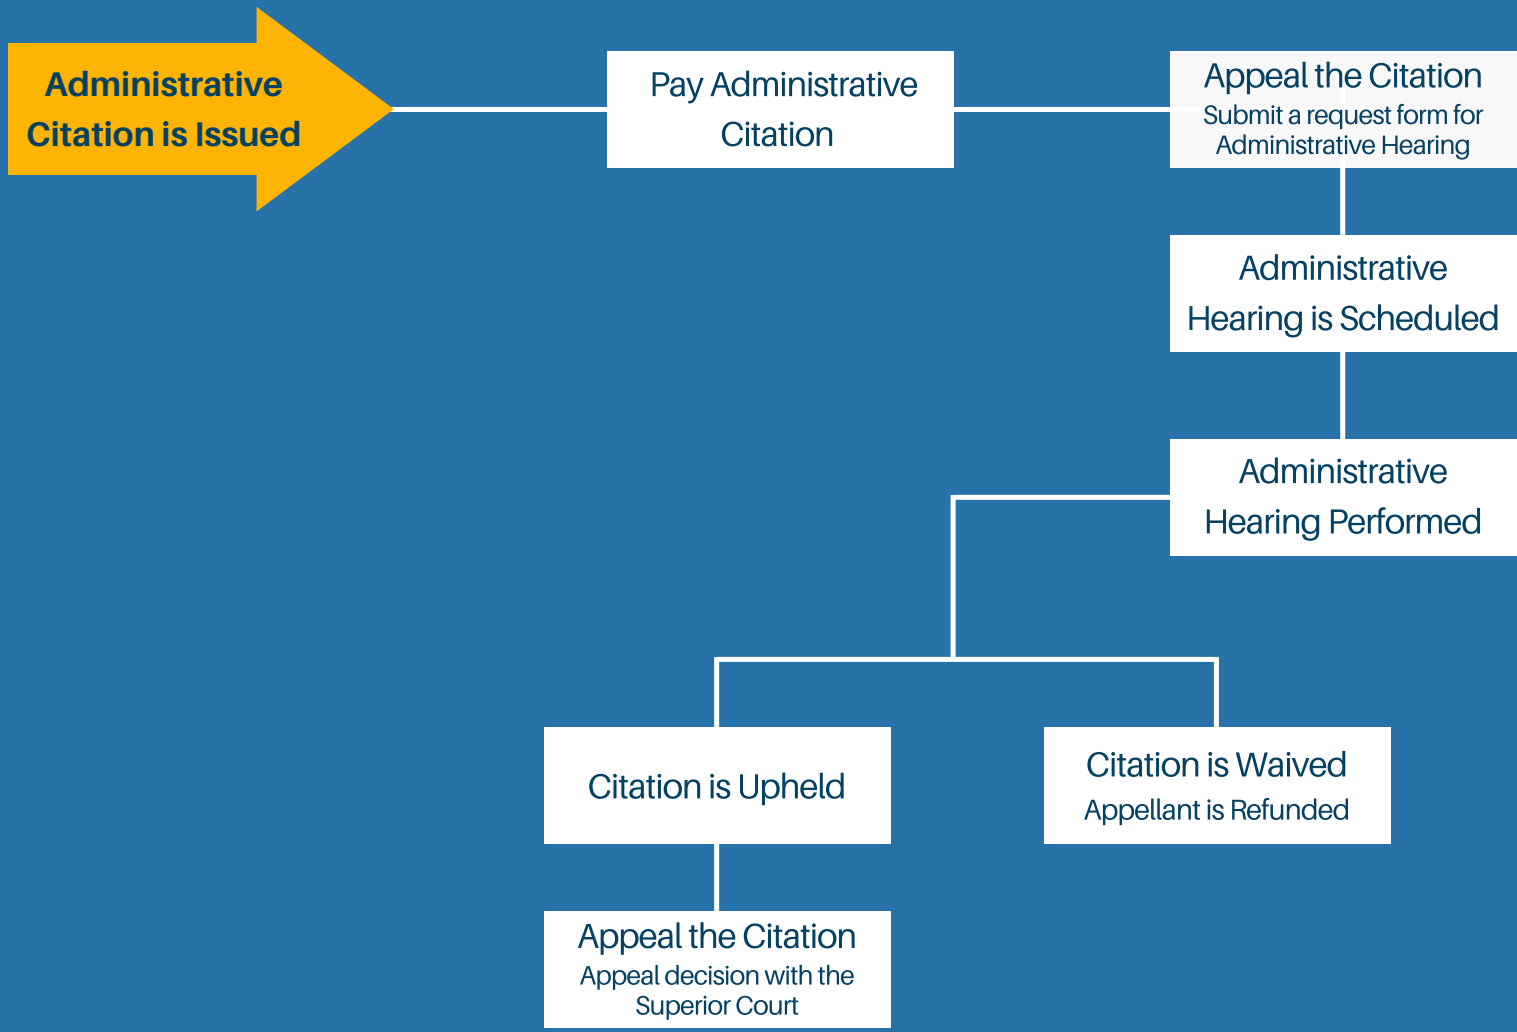 Administrative
Citation is Issued
Pay Administrative
Citation
Appeal the Citation
Submit a request form for
Administrative Hearing
Administrative
Hearing is Scheduled
Administrative
Hearing Performed
Citation is Upheld
Citation is Waived
Appellant is Refunded
Appeal the Citation
Appeal decision with the
Superior Court